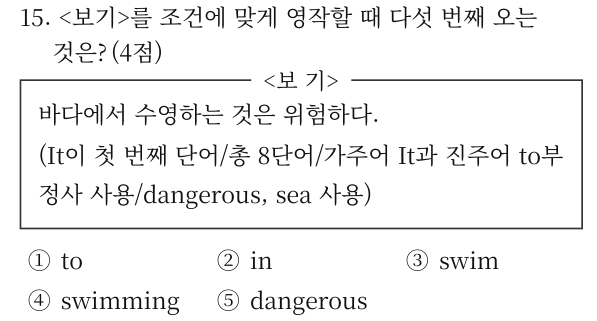 15. <보기>를 조건에 맞게 영작할 때 다섯 번째 오는
것은? (4점)
<보 기>
바다에서 수영하는 것은 위험하다.
(It이 첫 번째 단어/총 8단어/가주어 It과 진주어 to부
정사 사용/dangerous, sea 사용)
① to ② in ③ swim
④ swimming ⑤ dangerous